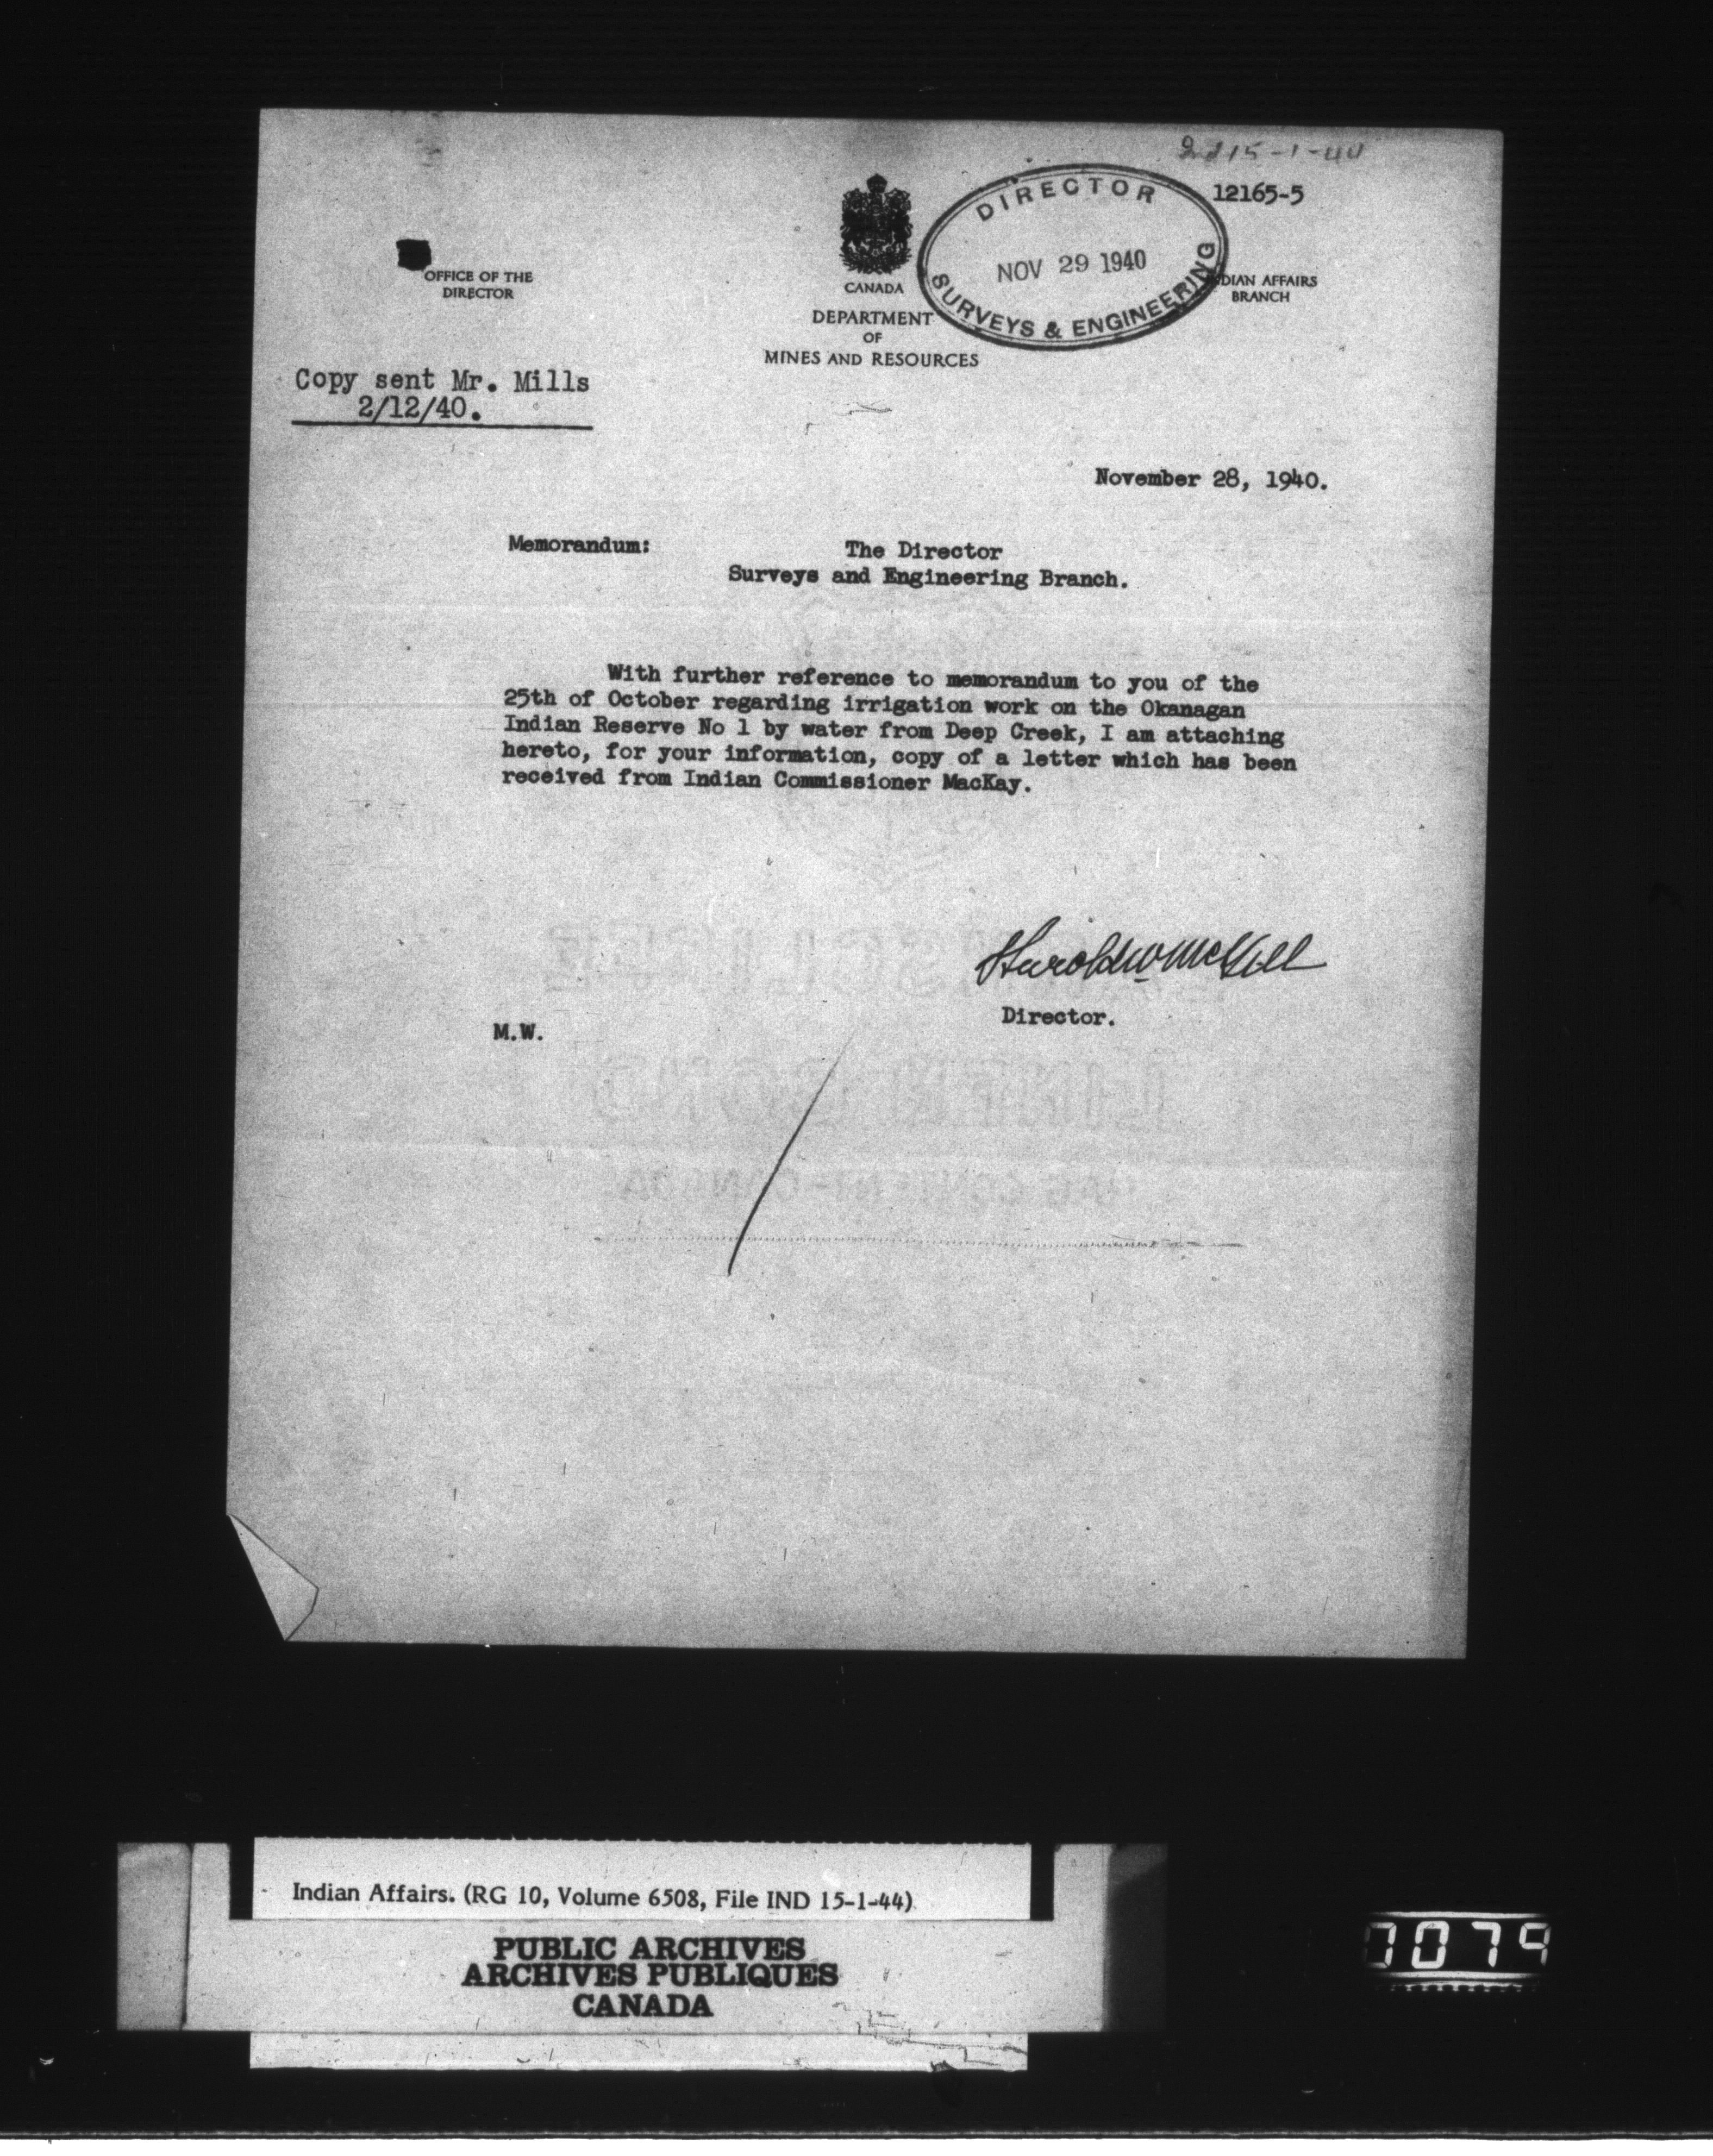 Ind 15-1-44
12165-5
DIRECTOR
NOV 29 1940
SURVEYS & ENGINEERING
OFFICE OF THE
DIRECTOR
CANADA
DEPARTMENT
OF
MINES AND RESOURCES
INDIAN AFFAIRS
BRANCH
Copy sent Mr. Mills
2/12/40.
November 28, 1940.
Memorandum:
The Director
Surveys and Engineering Branch.
With further reference to memorandum to you of the
25th of October regarding irrigation work on the Okanagan
Indian Reserve No 1 by water from Deep Creek, I am attaching
hereto, for your information, copy of a letter which has been
received from Indian Commissioner MacKay.
Harold W McGill
Director.
M.W.
Indian Affairs. (RG 10, Volume 6508, File IND 15-1-44)
PUBLIC ARCHIVES
ARCHIVES PUBLIQUES
CANADA
0079